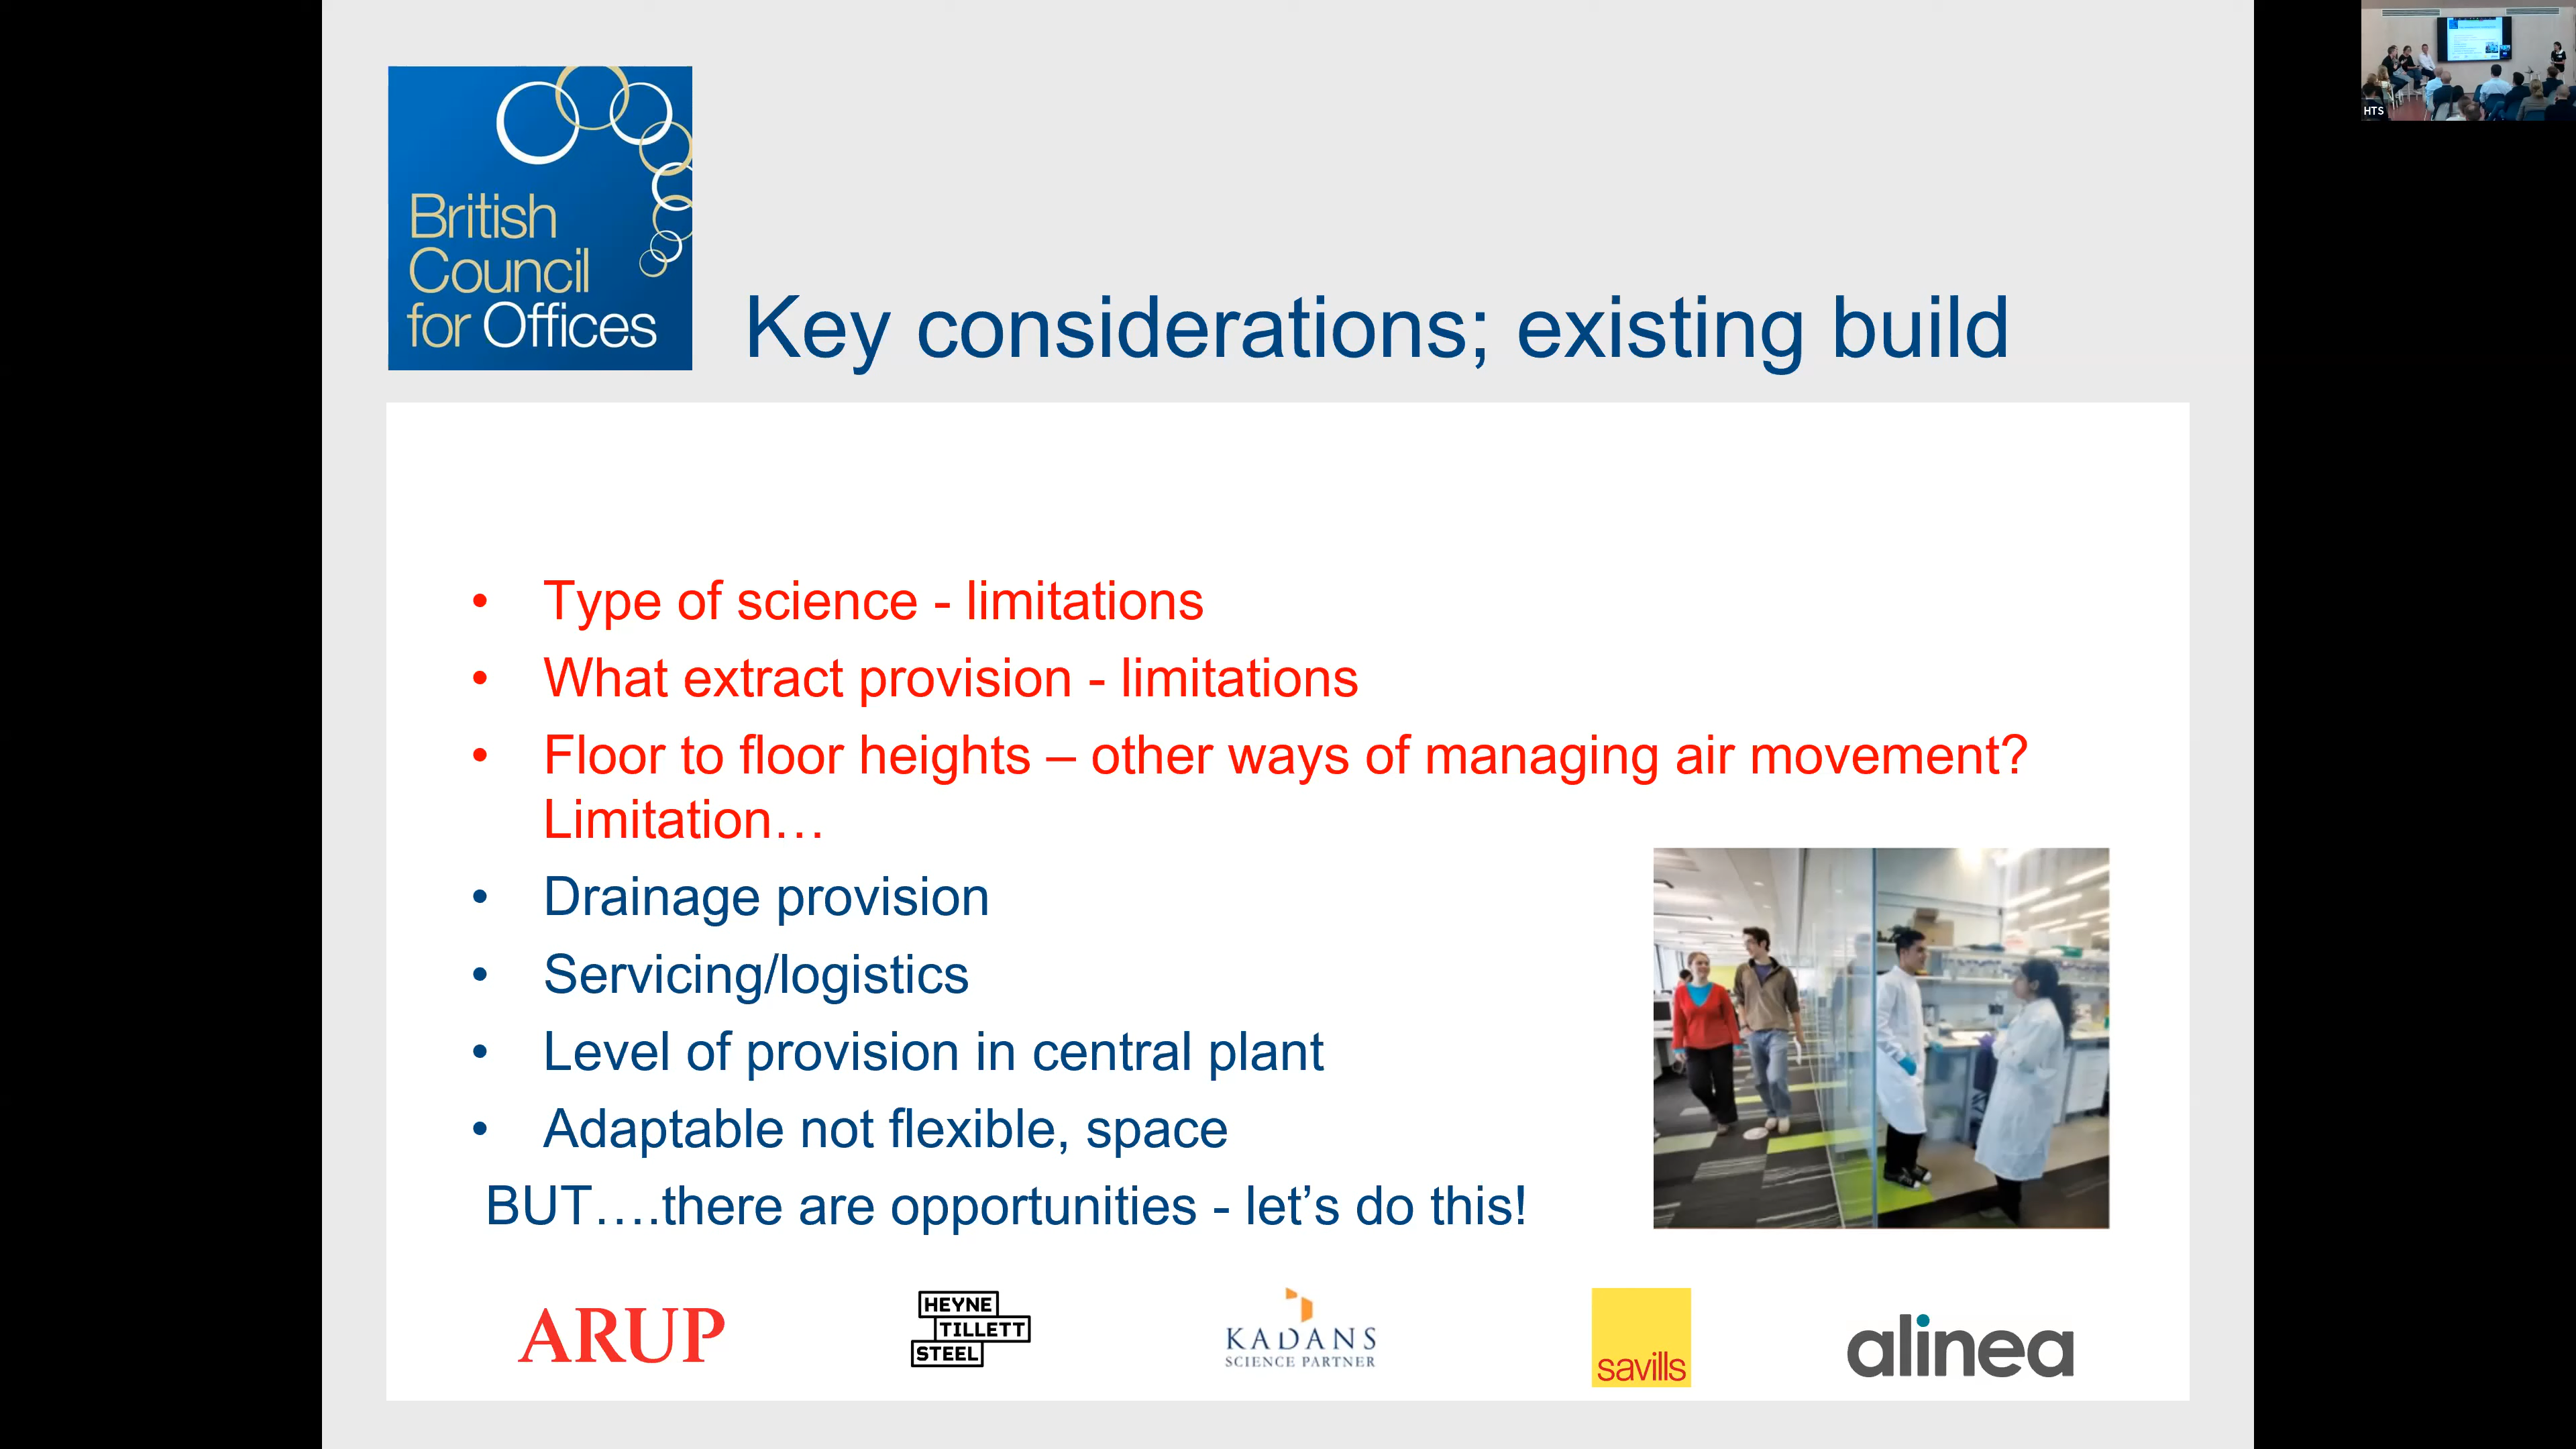 HTS
British
Council
for Offices
Key considerations; existing build
• Type of science - limitations
• What extract provision - limitations
• Floor to floor heights – other ways of managing air movement?
Limitation…
• Drainage provision
• Servicing/logistics
• Level of provision in central plant
• Adaptable not flexible, space
BUT….there are opportunities - let’s do this!
ARUP
HEYNE
TILLETT
STEEL
KADANS
SCIENCE PARTNER
savills
alinea